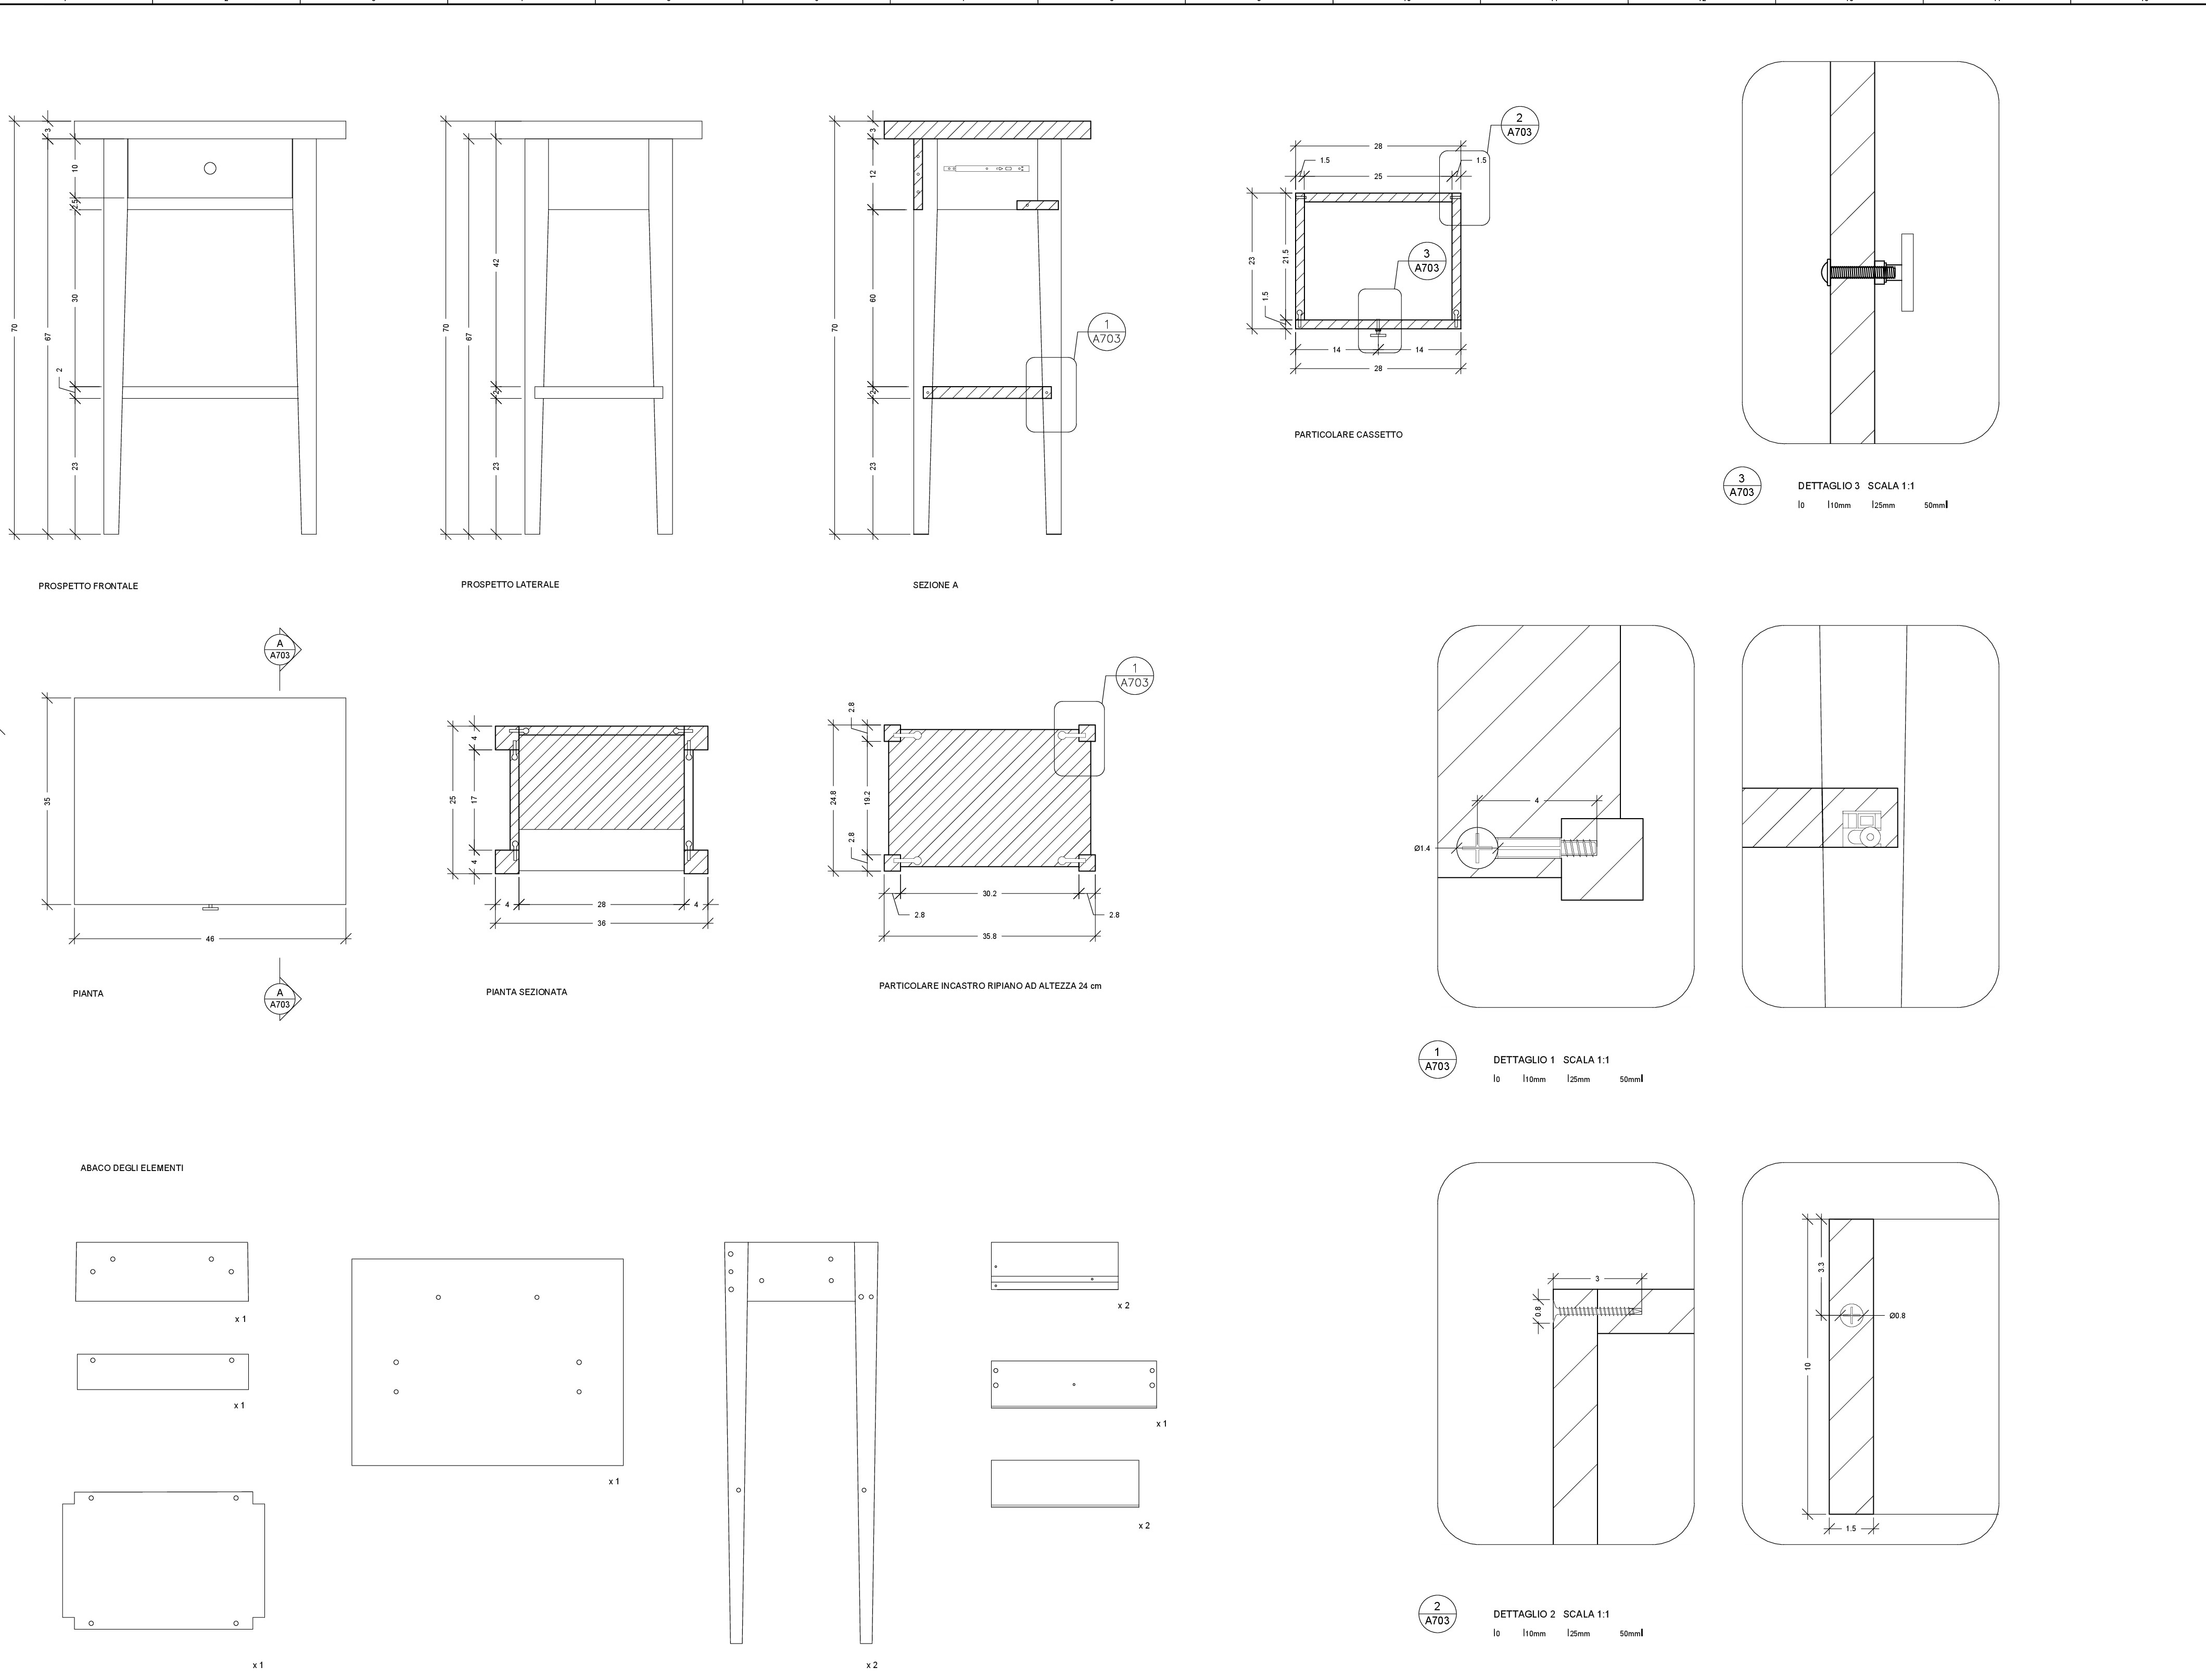 3
10
2.5
30
2
23
67
70
PROSPETTO FRONTALE
70
67
42
2
23
PROSPETTO LATERALE
70
3
12
60
2
23
1
A703
SEZIONE A
28
1.5
1.5
25
23
21.5
1.5
14
14
28
2
A703
3
A703
PARTICOLARE CASSETTO
3
A703
DETTAGLIO 3 SCALA 1:1
0 10mm 25mm 50mm
A
A703
35
46
A
A703
PIANTA
25
4
17
4
4
28
4
36
PIANTA SEZIONATA
1
A703
2.8
24.8
19.2
2.8
30.2
2.8
2.8
35.8
PARTICOLARE INCASTRO RIPIANO AD ALTEZZA 24 cm
4
Ø1.4
1
A703
DETTAGLIO 1 SCALA 1:1
0 10mm 25mm 50mm
ABACO DEGLI ELEMENTI
x 1
x 1
x 1
x 1
x 2
x 2
x 1
x 2
3
0.8
3.3
Ø0.8
10
1.5
2
A703
DETTAGLIO 2 SCALA 1:1
0 10mm 25mm 50mm